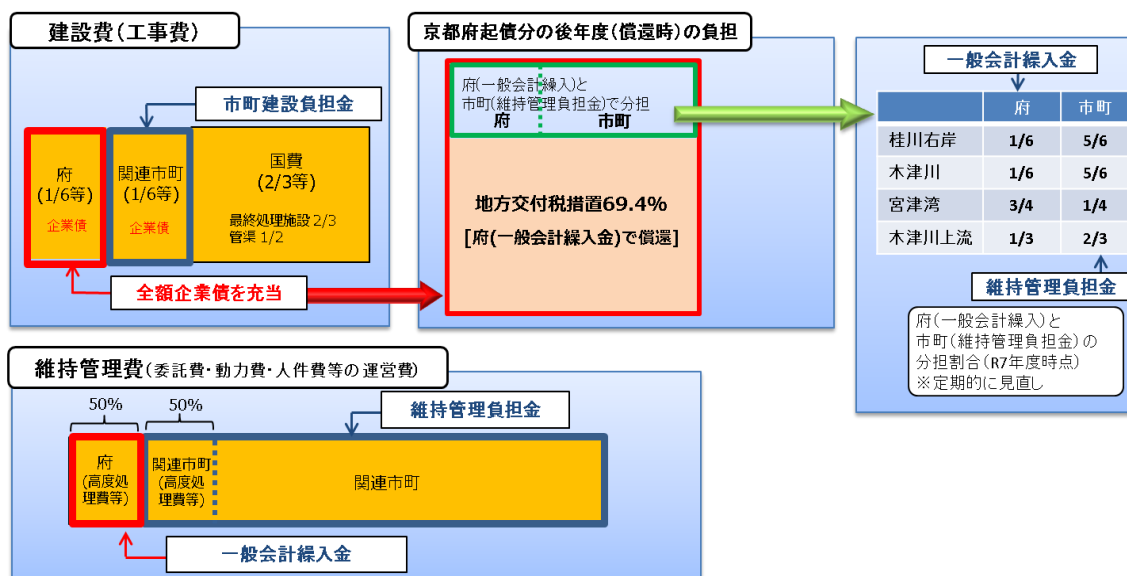 建設費(工事費)
市町建設負担金
府
(1/6等)
企業債
関連市町
(1/6等)
企業債
国費
(2/3等)
最終処理施設 2/3
管渠 1/2
全額企業債を充当
京都府起債分の後年度(償還時)の負担
府(一般会計繰入)と
市町(維持管理負担金)で分担
府 市町
地方交付税措置69.4%
[府(一般会計繰入金)で償還]
一般会計繰入金
府 市町
桂川右岸 1/6 5/6
木津川 1/6 5/6
宮津湾 3/4 1/4
木津川上流 1/3 2/3
維持管理負担金
府(一般会計繰入)と
市町(維持管理負担金)の
分担割合(R7年度時点)
※定期的に見直し
維持管理費(委託費・動力費・人件費等の運営費)
50% 50%
維持管理負担金
府
(高度処
理費等)
関連市町
(高度処
理費等)
関連市町
一般会計繰入金